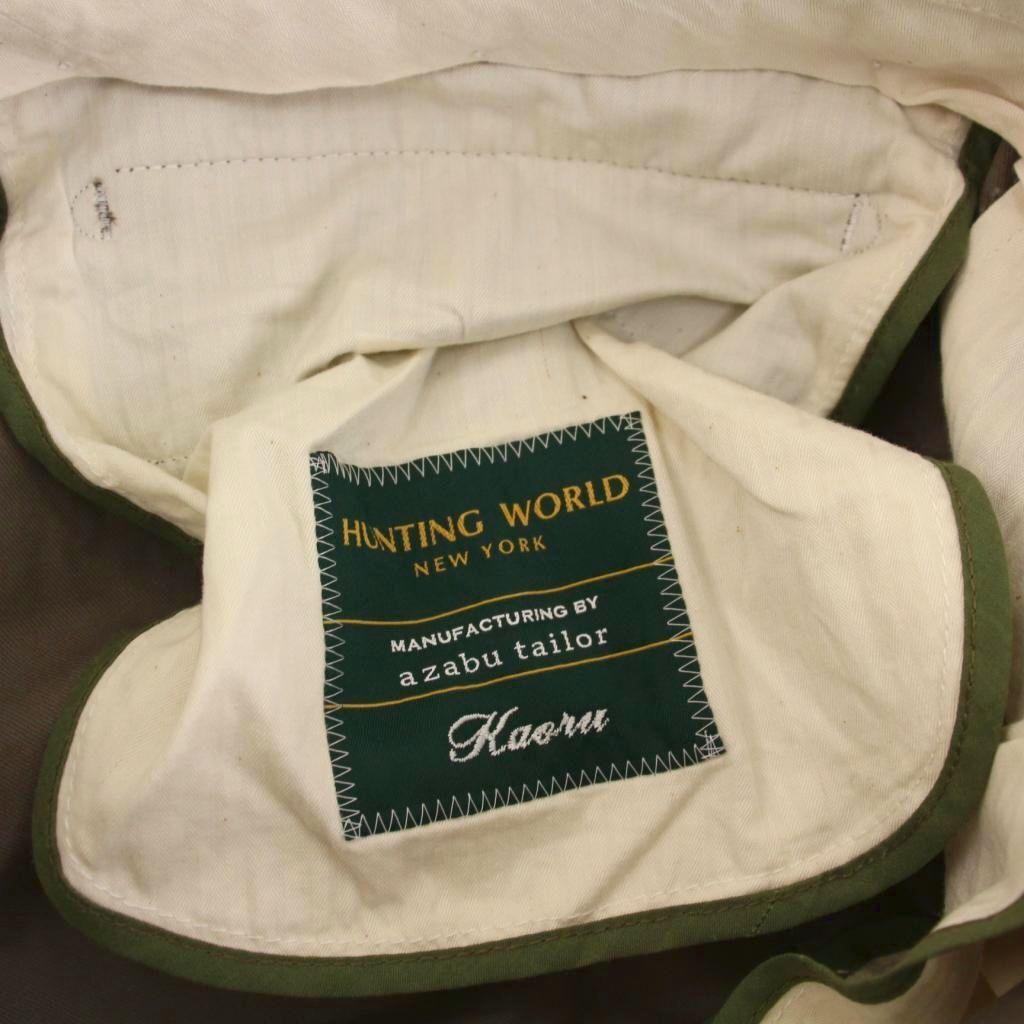 HUNTING WORLD
NEW YORK
MANUFACTURING BY
azabu tailor
Kaoru